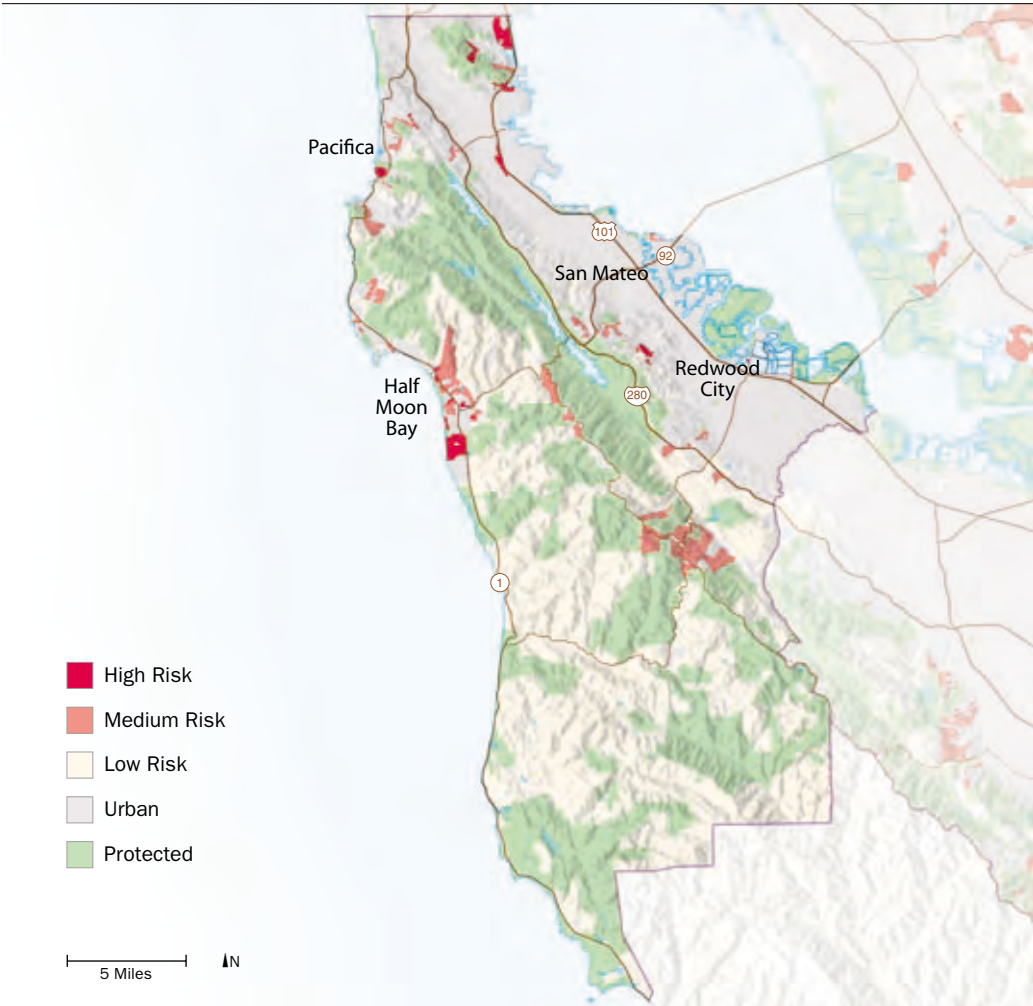 Pacifica
101
92
San Mateo
Redwood
City
280
Half
Moon
Bay
1
High Risk
Medium Risk
Low Risk
Urban
Protected
5 Miles
N